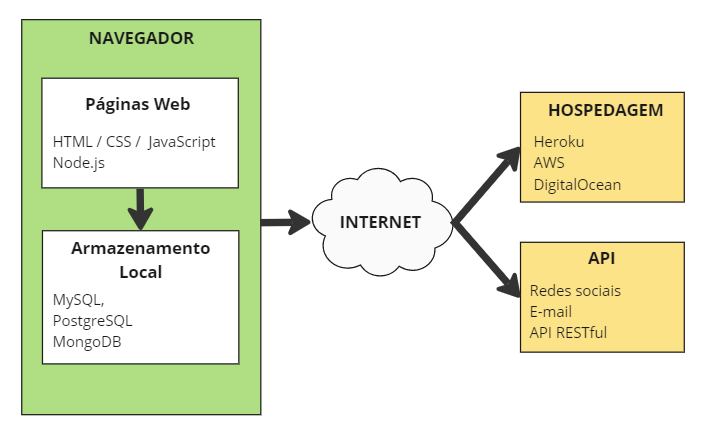 NAVEGADOR
Páginas Web
HTML / CSS / JavaScript
Node.js
Armazenamento
Local
MySQL,
PostgreSQL
MongoDB
INTERNET
HOSPEDAGEM
Heroku
AWS
DigitalOcean
API
Redes sociais
E-mail
API RESTful